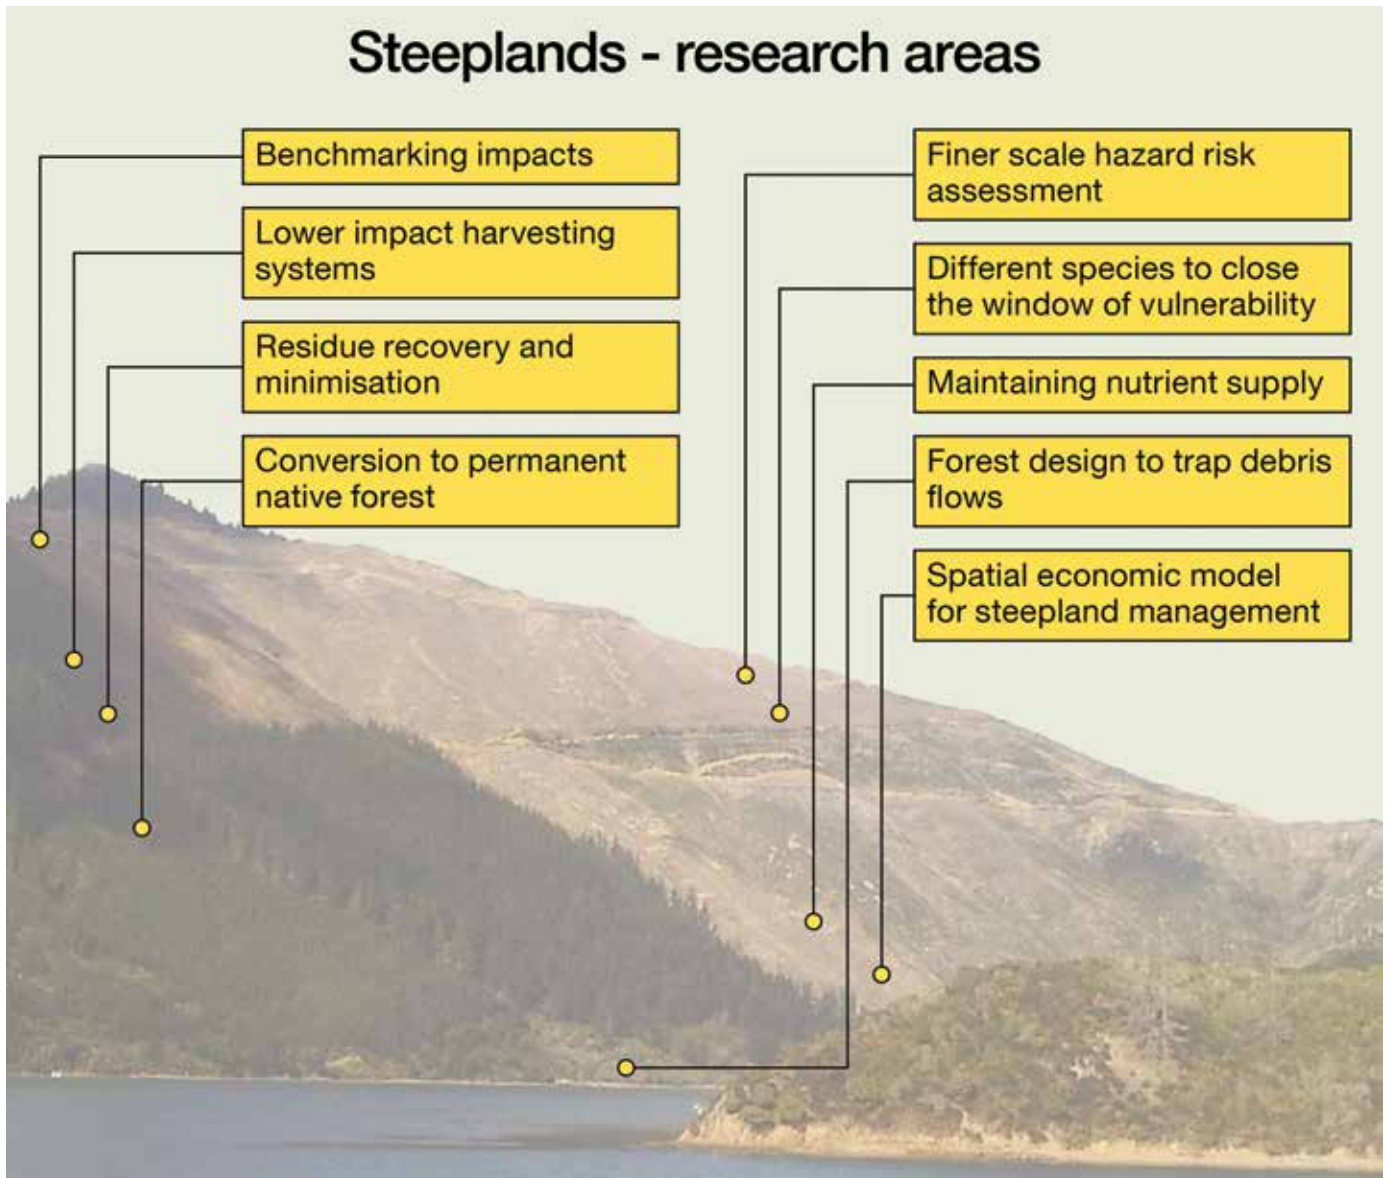 Steeplands - research areas
Benchmarking impacts
Lower impact harvesting
systems
Residue recovery and
minimisation
Conversion to permanent
native forest
Finer scale hazard risk
assessment
Different species to close
the window of vulnerability
Maintaining nutrient supply
Forest design to trap debris
flows
Spatial economic model
for steepland management